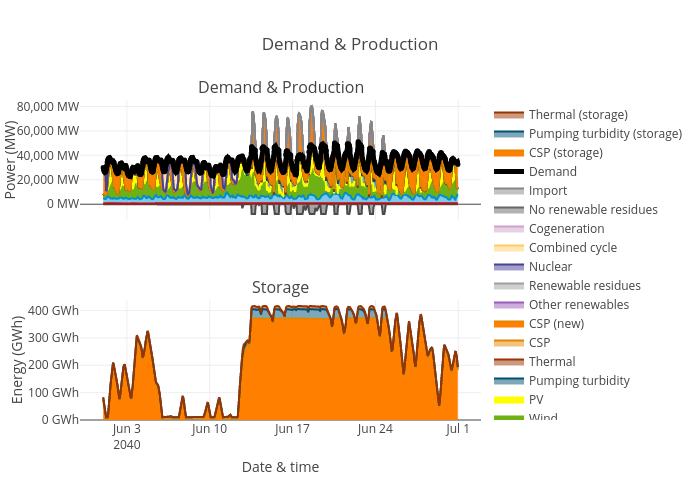 Demand & Production
Demand & Production
80,000 MW
60,000 MW
40,000 MW
20,000 MW
0 MW
Power (MW)
Storage
400 GWh
300 GWh
200 GWh
100 GWh
0 GWh
Energy (GWh)
Jun 3
2040
Jun 10
Jun 17
Jun 24
Jul 1
Date & time
Thermal (storage)
Pumping turbidity (storage)
CSP (storage)
Demand
Import
No renewable residues
Cogeneration
Combined cycle
Nuclear
Renewable residues
Other renewables
CSP (new)
CSP
Thermal
Pumping turbidity
PV
Wind